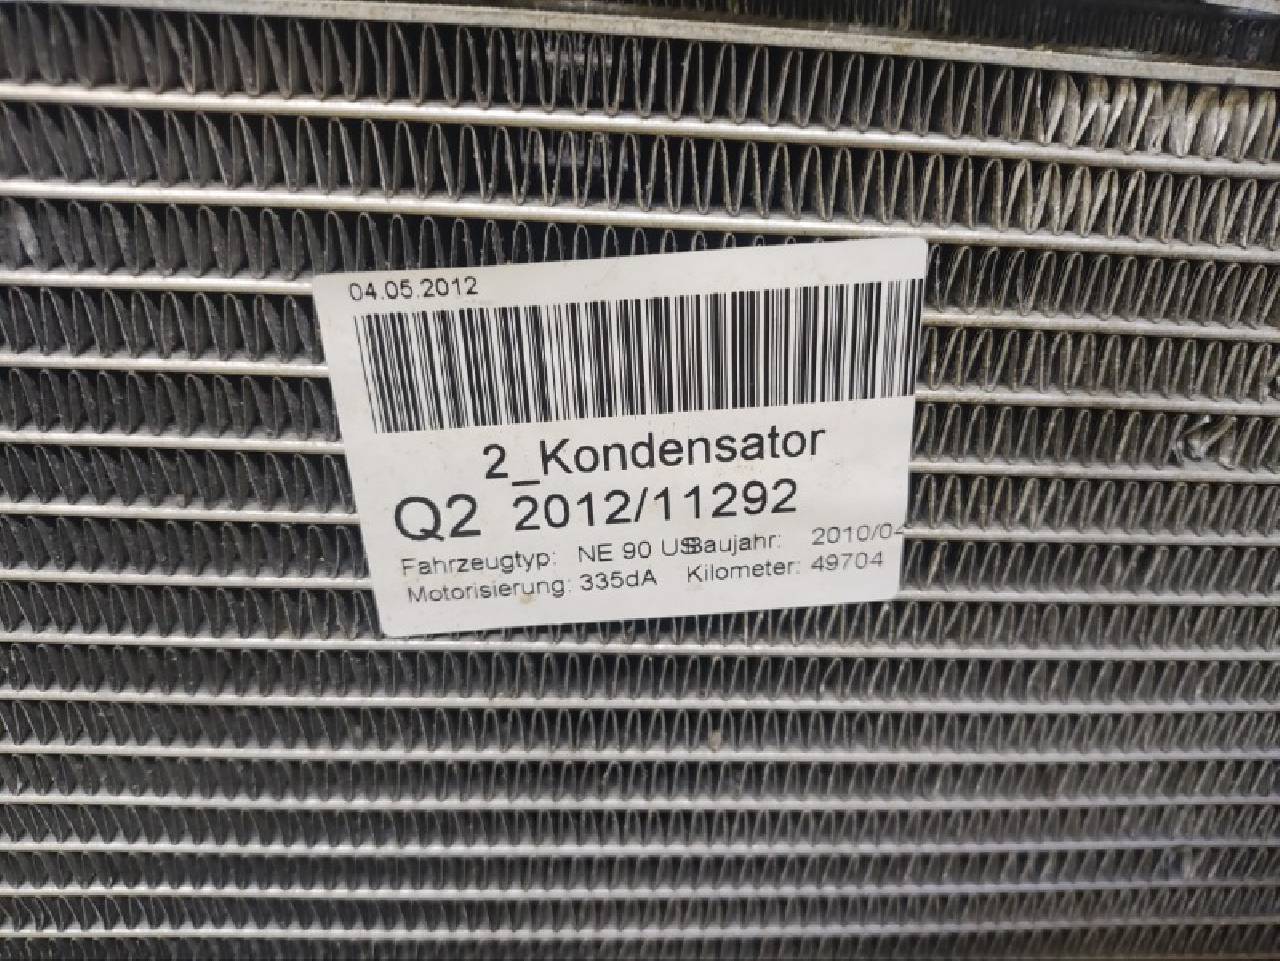 04.05.2012
2_Kondensator
Q2 2012/11292
Fahrzeugtyp: NE 90 US Baujahr: 2010/04
Motorisierung: 335dA Kilometer: 49704